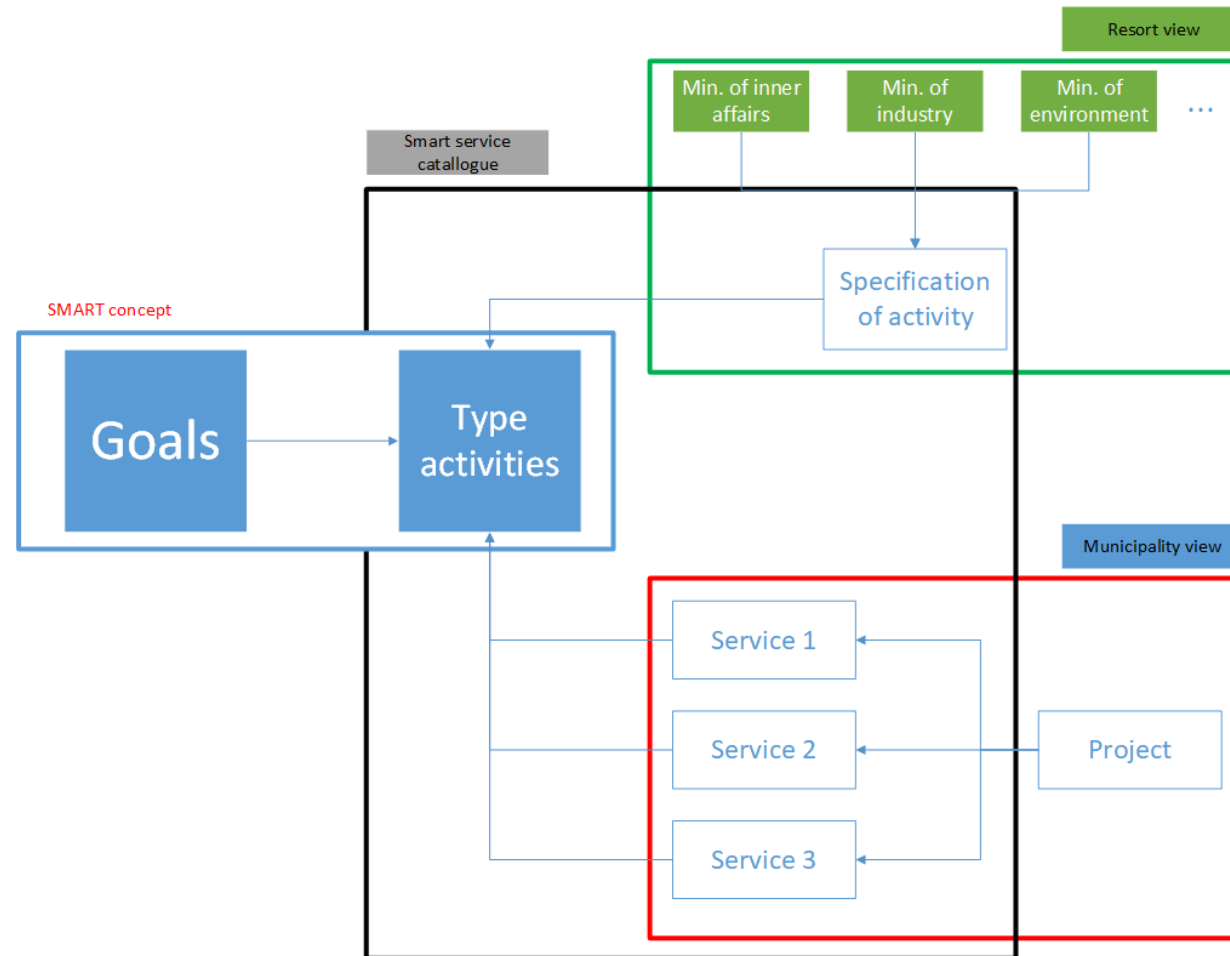 Resort view
Min. of inner
affairs
Min. of
industry
Min. of
environment
...
Smart service
catallogue
Specification
of activity
SMART concept
Goals
Type
activities
Municipality view
Service 1
Service 2
Project
Service 3